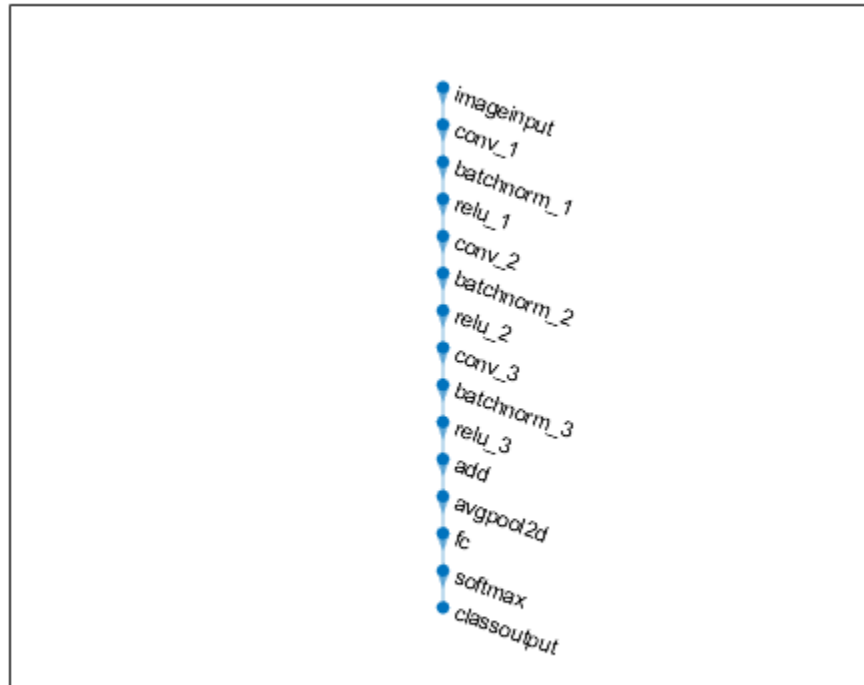 imageinput
conv_1
batchnorm_1
relu_1
conv_2
batchnorm_2
relu_2
conv_3
batchnorm_3
relu_3
add
avgpool2d
fc
softmax
classoutput